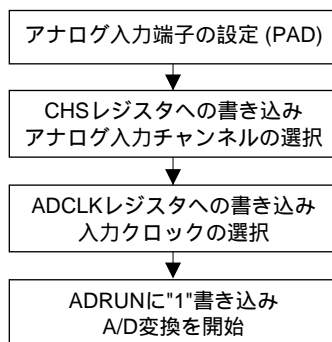 アナログ入力端子の設定 (PAD)
CHSレジスタへの書き込み
アナログ入力チャンネルの選択
ADCLKレジスタへの書き込み
入力クロックの選択
ADRUNに"1"書き込み
A/D変換を開始